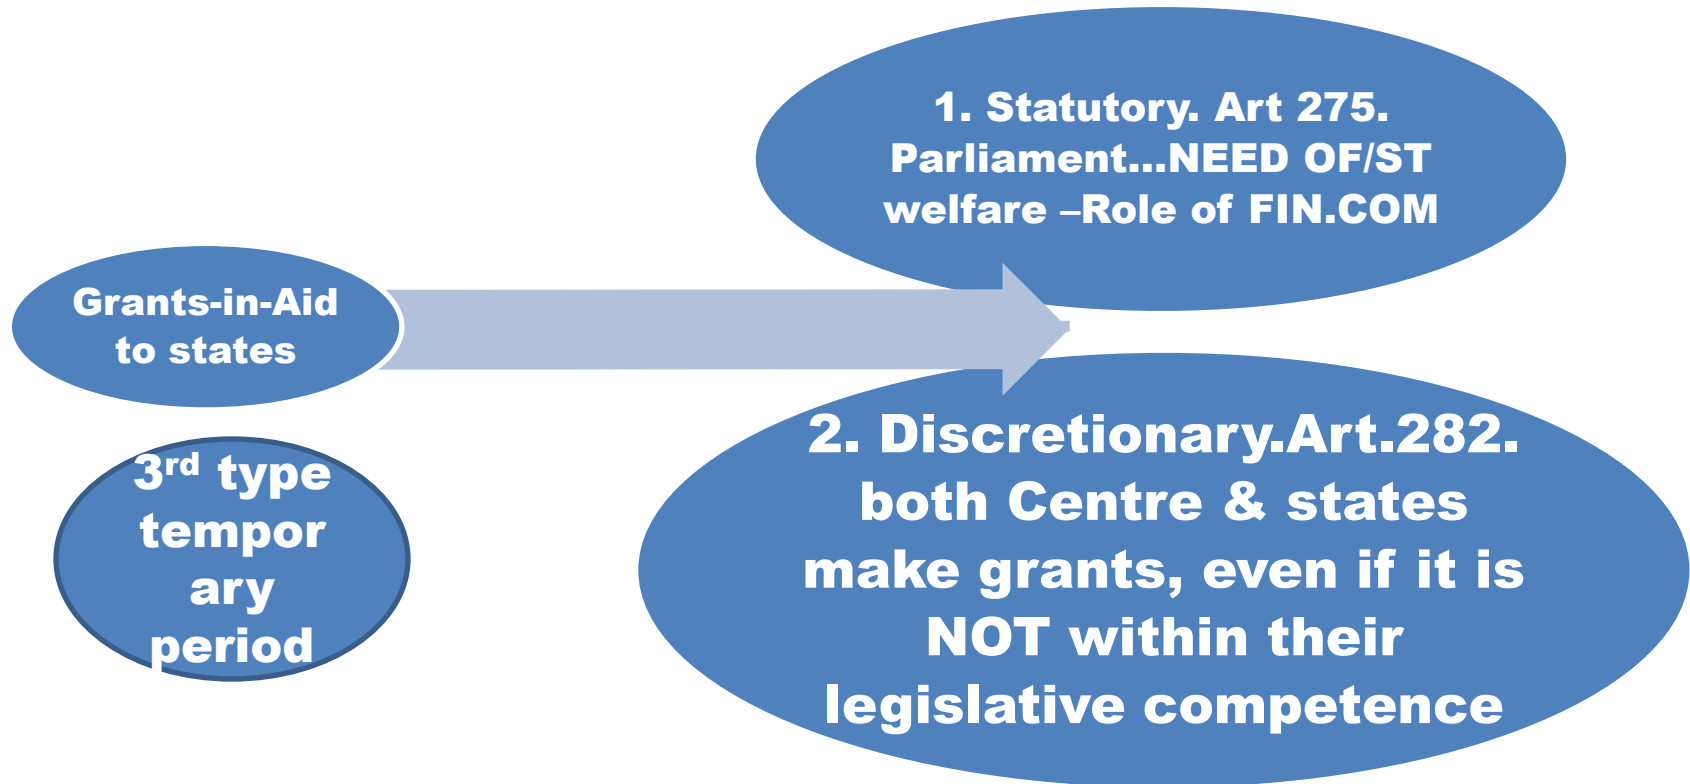 Grants-in-Aid
to states
1. Statutory. Art 275.
Parliament...NEED OF/ST
welfare –Role of FIN.COM
3rd type
tempor
ary
period
2. Discretionary.Art.282.
both Centre & states
make grants, even if it is
NOT within their
legislative competence